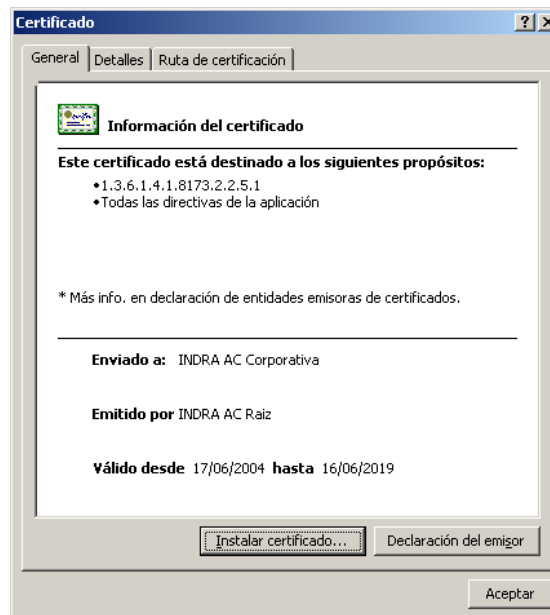 Certificado
General Detalles Ruta de certificación
Información del certificado
Este certificado está destinado a los siguientes propósitos:
•1.3.6.1.4.1.8173.2.2.5.1
•Todas las directivas de la aplicación
* Más info. en declaración de entidades emisoras de certificados.
Enviado a: INDRA AC Corporativa
Emitido por INDRA AC Raiz
Válido desde 17/06/2004 hasta 16/06/2019
Instalar certificado... Declaración del emisor
Aceptar